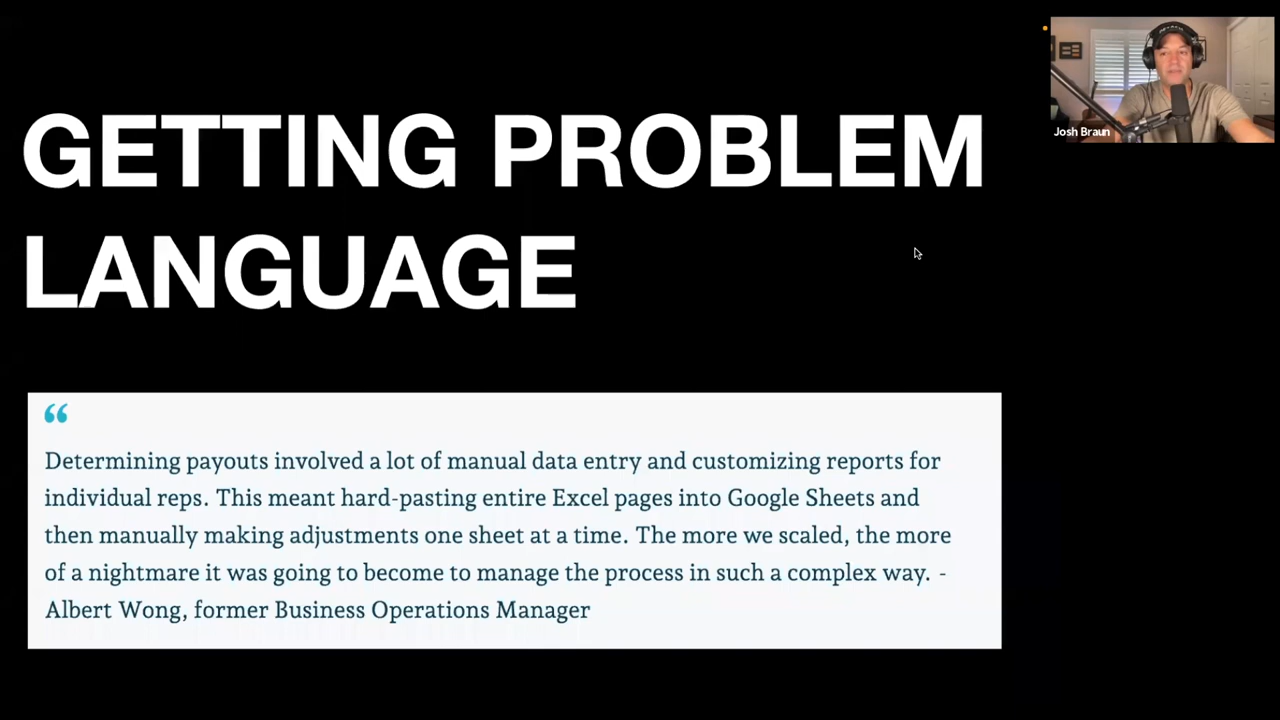 GETTING PROBLEM
LANGUAGE
Josh Braun
“
Determining payouts involved a lot of manual data entry and customizing reports for
individual reps. This meant hard-pasting entire Excel pages into Google Sheets and
then manually making adjustments one sheet at a time. The more we scaled, the more
of a nightmare it was going to become to manage the process in such a complex way. -
Albert Wong, former Business Operations Manager